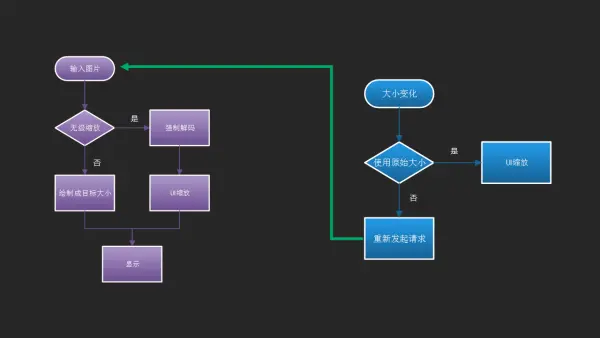 输入图片
无级缩放
是
强制解码
否
绘制成目标大小
UI缩放
显示
大小变化
使用原始大小
是
UI缩放
否
重新发起请求